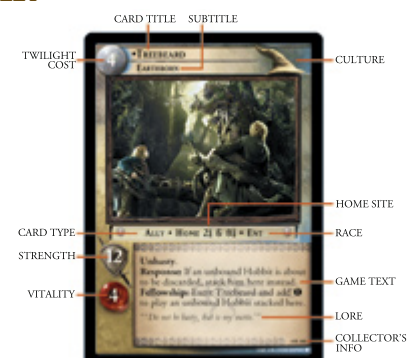 CARD TITLE SUBTITLE
TWILIGHT COST
4
•TREEBEARD
EARTHBORN
CULTURE
HOME SITE
CARD TYPE
ALLY • HOME 2 & 8 • ENT
RACE
STRENGTH
12
Unhasty.
Response: If an unbound Hobbit is about
to be discarded, stack him here instead.
GAME TEXT
VITALITY
4
Fellowship: Exert Treebeard and add
to play an unbound Hobbit stacked here.
"Do not be hasty, that is my motto."
LORE
COLLECTOR'S INFO